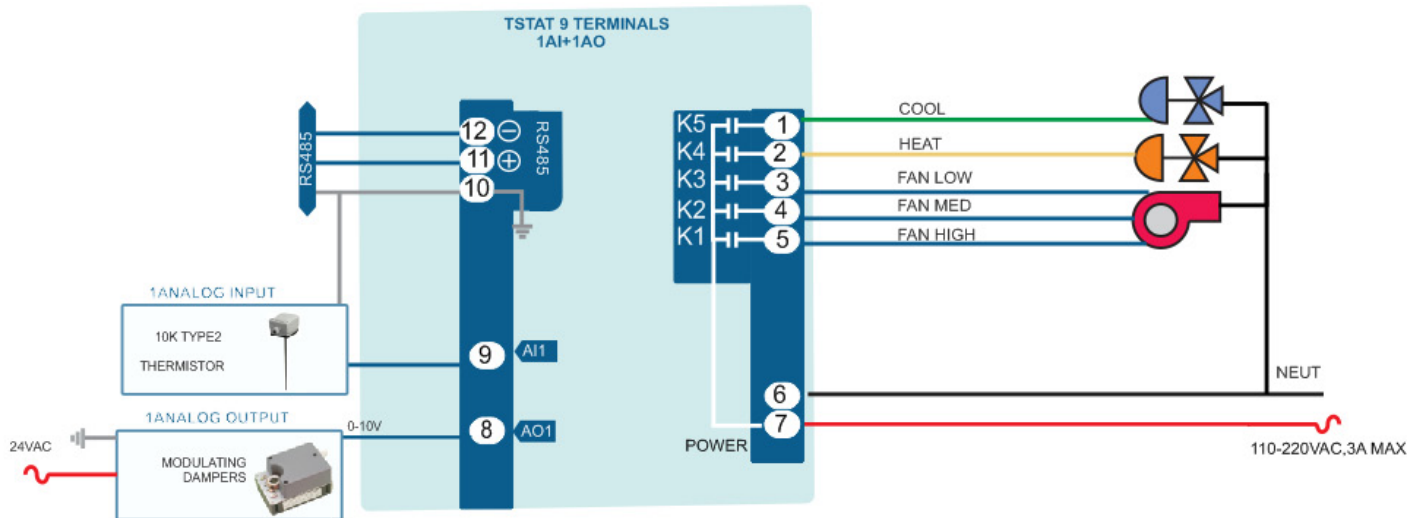 TSTAT 9 TERMINALS
1AI+1AO
RS485
12
11
10
RS485
K5
K4
K3
K2
K1
1
2
3
4
5
COOL
HEAT
FAN LOW
FAN MED
FAN HIGH
1ANALOG INPUT
10K TYPE2
THERMISTOR
9
AI1
1ANALOG OUTPUT
24VAC
MODULATING
DAMPERS
0-10V
8
AO1
6
7
POWER
NEUT
110-220VAC,3A MAX